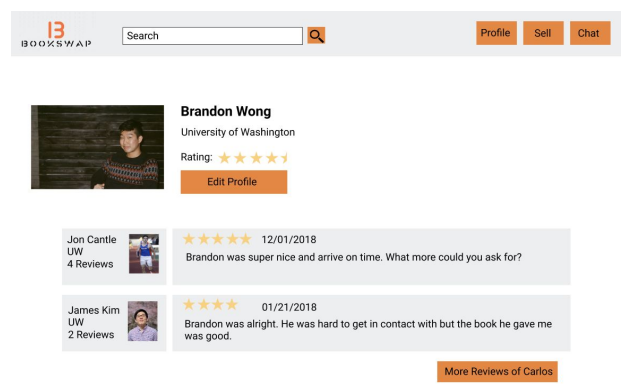 B
BOOKSWAP
Search
Profile
Sell
Chat
Brandon Wong
University of Washington
Rating:
Edit Profile
Jon Cantle
UW
4 Reviews
12/01/2018
Brandon was super nice and arrive on time. What more could you ask for?
James Kim
UW
2 Reviews
01/21/2018
Brandon was alright. He was hard to get in contact with but the book he gave me
was good.
More Reviews of Carlos